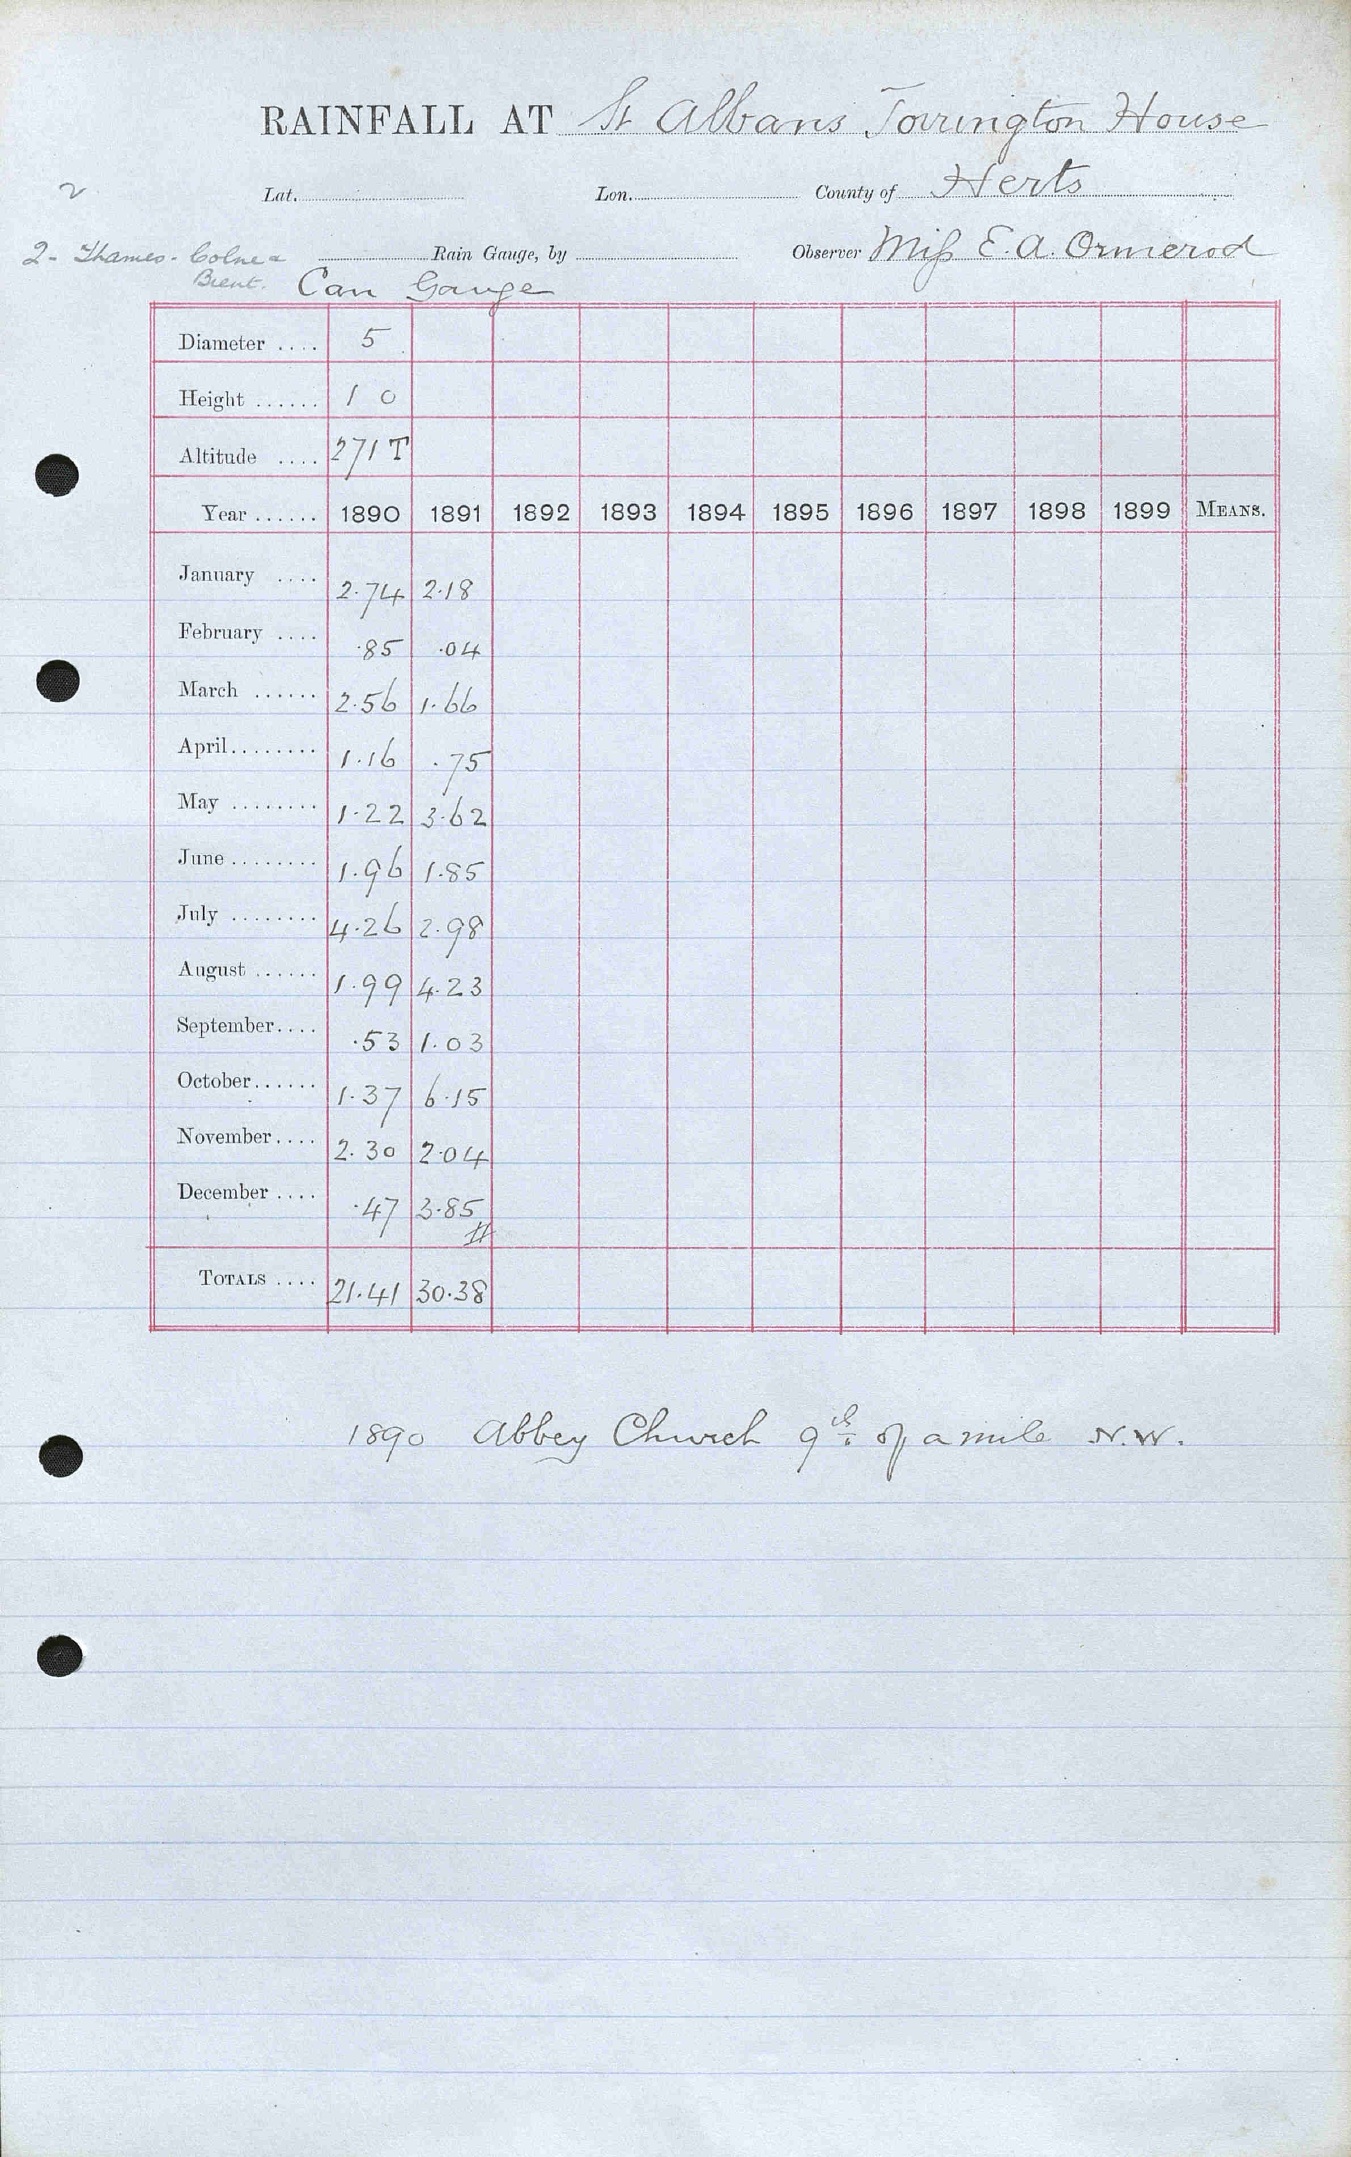 RAINFALL AT St Albans Torrington House
2
Lat. Lon. County of Herts
2- Thames - Colne & Rain Gauge, by Observer Miss E. A. Ormerod
Brent. Can Gauge
Diameter .... 5
Height ...... 1 0
Altitude .... 271 T
Year ...... 1890 1891 1892 1893 1894 1895 1896 1897 1898 1899 MEANS.
January .... 2.74 2.18
February .... .85 .04
March ...... 2.56 1.66
April........ 1.16 .75
May ........ 1.22 3.62
June ........ 1.96 1.85
July ........ 4.26 2.98
August ...... 1.99 4.23
September.... .53 1.03
October...... 1.37 6.15
November.... 2.30 2.04
December .... .47 3.85
//
TOTALS .... 21.41 30.38
1890 Abbey Church 9th of a mile N.W.